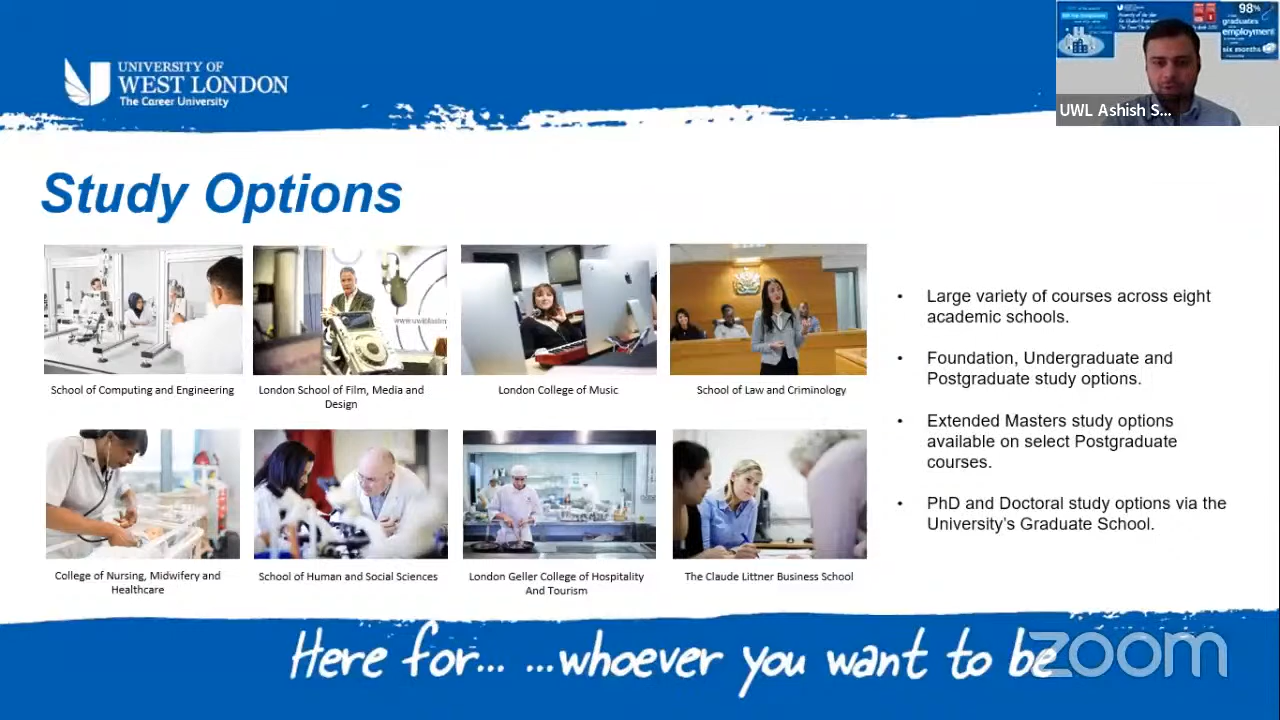 UNIVERSITY OF
WEST LONDON
The Career University
98%
graduates
employment
six months
UWL Ashish S...
Study Options
School of Computing and Engineering
London School of Film, Media and
Design
London College of Music
School of Law and Criminology
College of Nursing, Midwifery and
Healthcare
School of Human and Social Sciences
London Geller College of Hospitality
And Tourism
The Claude Littner Business School
• Large variety of courses across eight
academic schools.
• Foundation, Undergraduate and
Postgraduate study options.
• Extended Masters study options
available on select Postgraduate
courses.
• PhD and Doctoral study options via the
University's Graduate School.
Here for... ...whoever you want to be
zoom